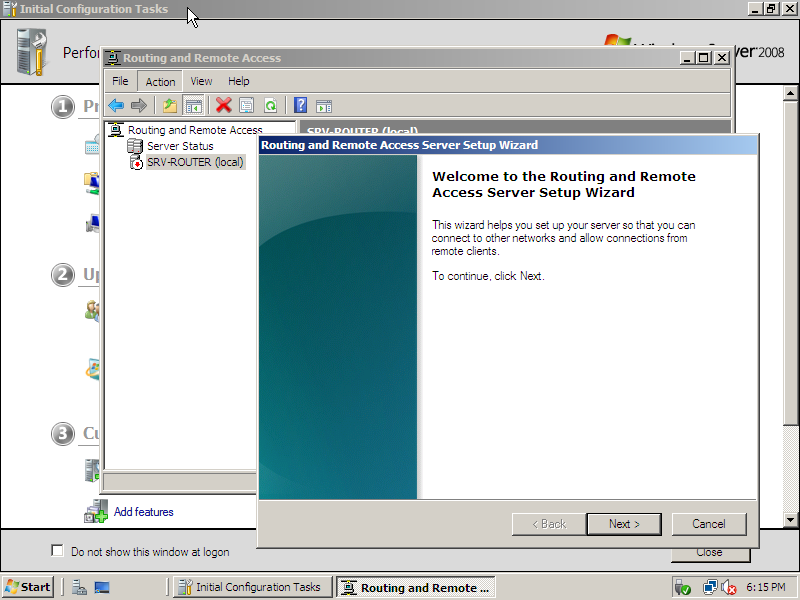 Initial Configuration Tasks
Perfor
Server 2008
Routing and Remote Access
File Action View Help
Routing and Remote Access
Server Status
SRV-ROUTER (local)
SRV-ROUTER (local)
Routing and Remote Access Server Setup Wizard
Welcome to the Routing and Remote
Access Server Setup Wizard
This wizard helps you set up your server so that you can
connect to other networks and allow connections from
remote clients.
To continue, click Next.
< Back Next > Cancel
1 Pr
2 Up
3 Cu
Add features
Do not show this window at logon
Close
Start
Initial Configuration Tasks
Routing and Remote ...
6:15 PM